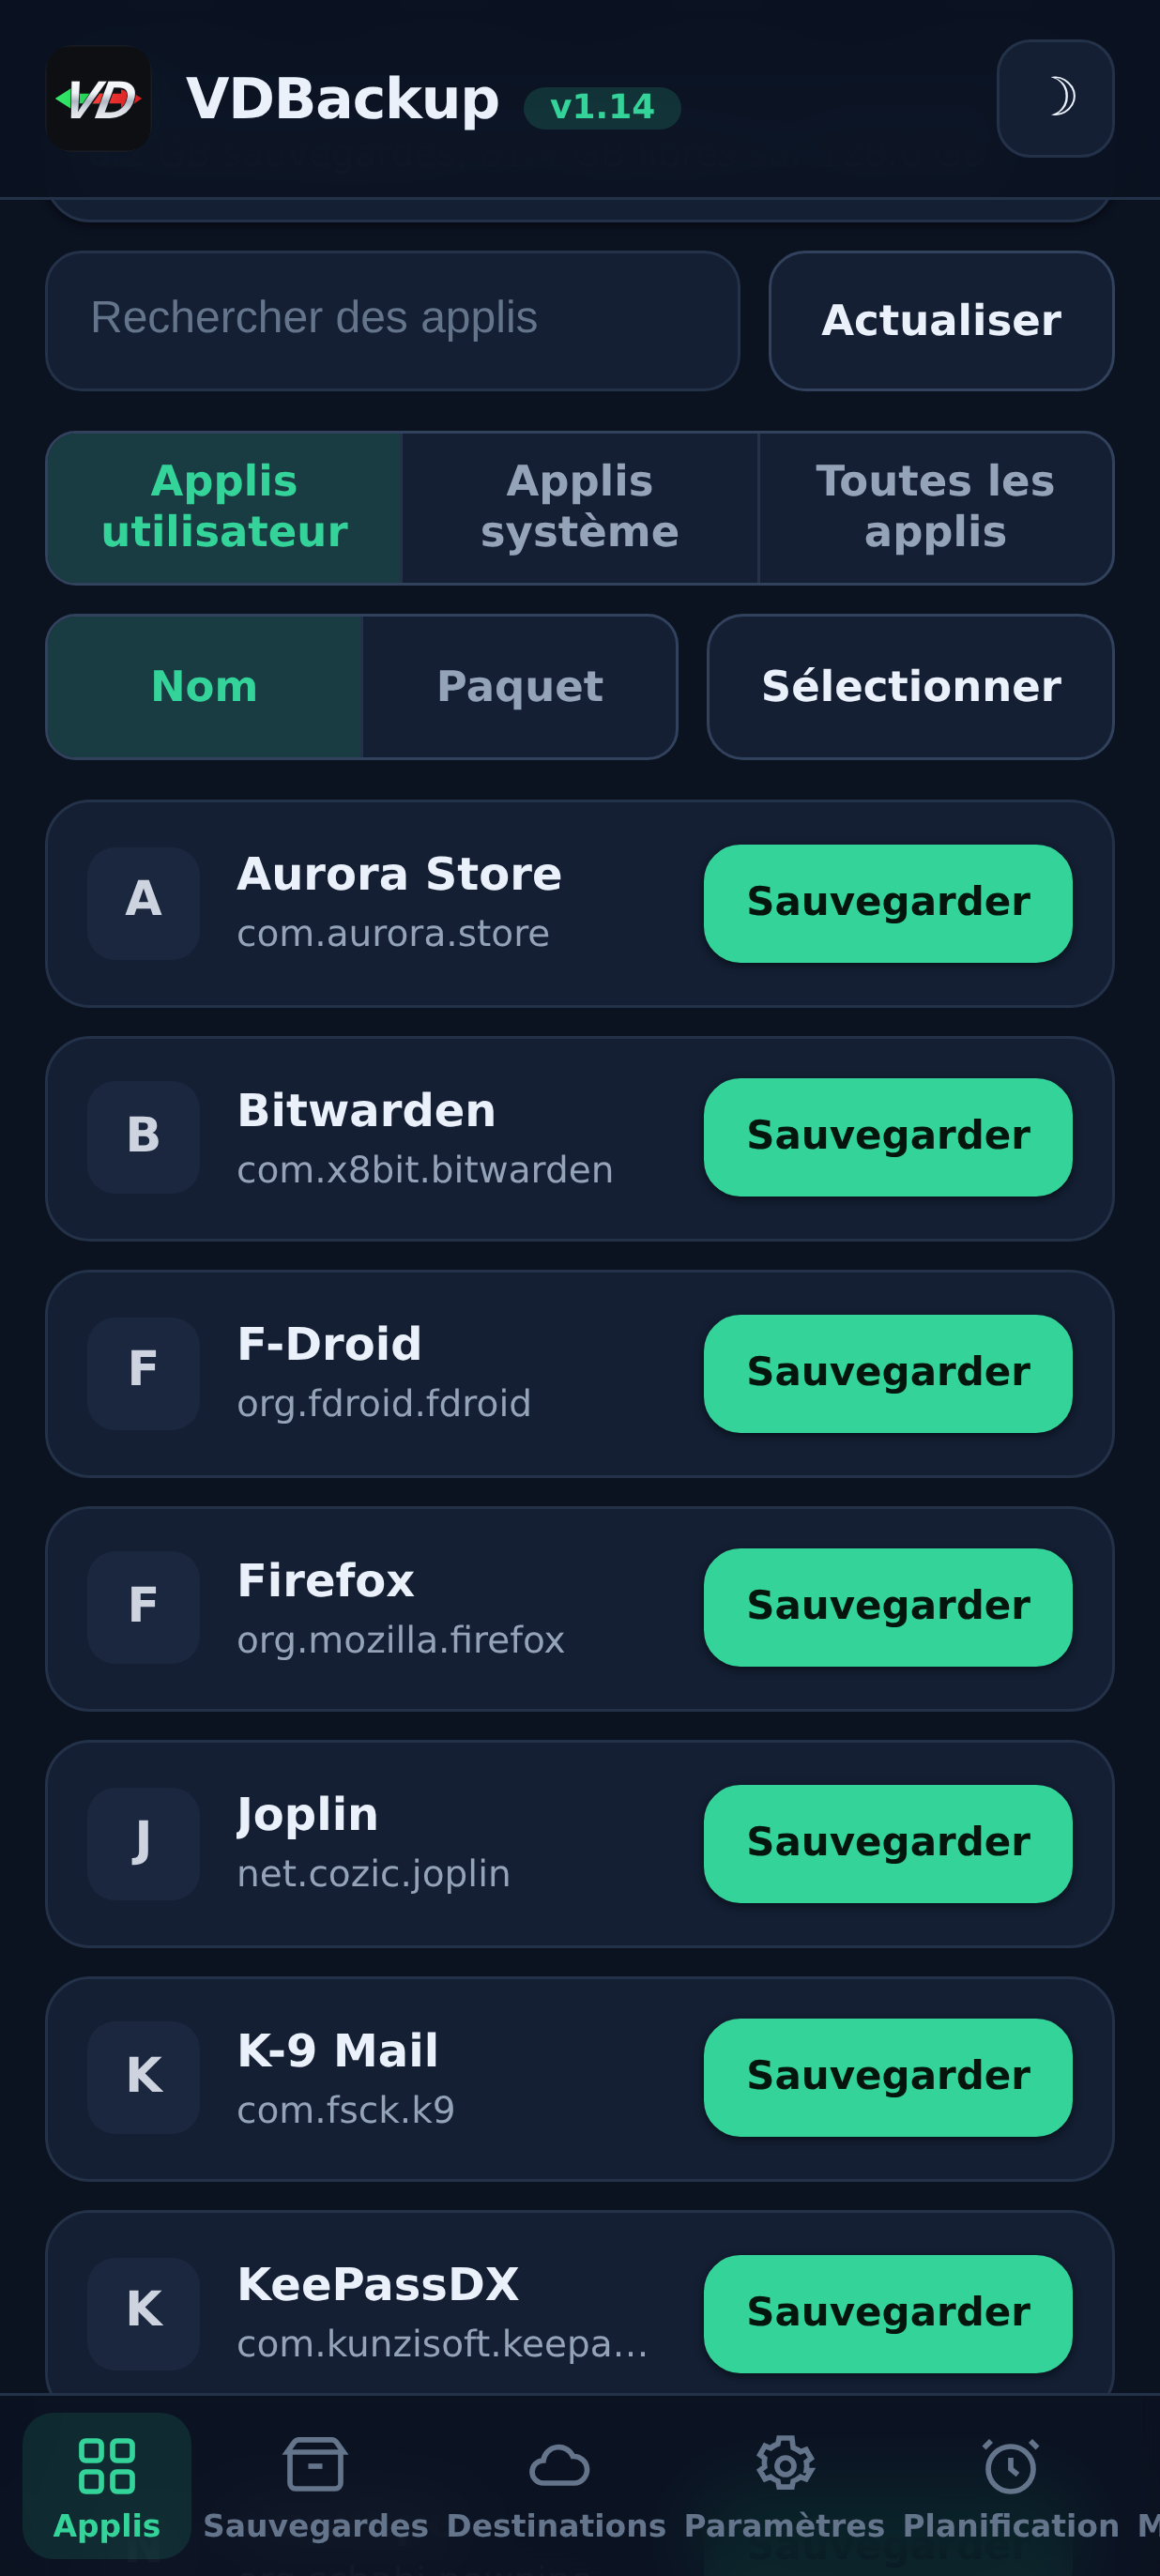 VD
VDBackup v1.14
Rechercher des applis
Actualiser
Applis utilisateur
Applis système
Toutes les applis
Nom
Paquet
Sélectionner
A
Aurora Store
com.aurora.store
Sauvegarder
B
Bitwarden
com.x8bit.bitwarden
Sauvegarder
F
F-Droid
org.fdroid.fdroid
Sauvegarder
F
Firefox
org.mozilla.firefox
Sauvegarder
J
Joplin
net.cozic.joplin
Sauvegarder
K
K-9 Mail
com.fsck.k9
Sauvegarder
K
KeePassDX
com.kunzisoft.keepa...
Sauvegarder
Applis
Sauvegardes
Destinations
Paramètres
Planification